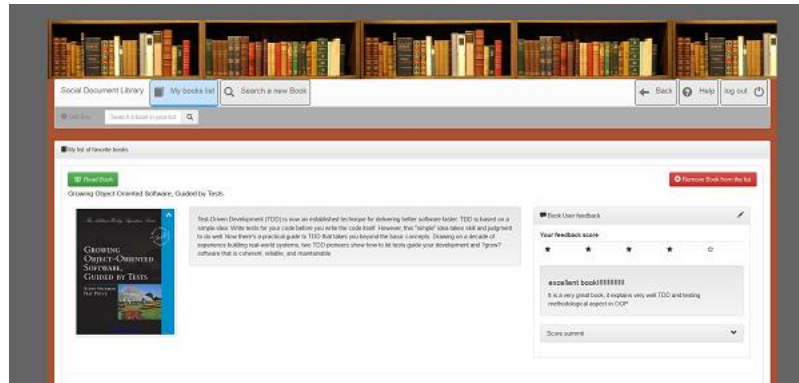 Social Document Library
My books list
Search a new Book
Back
Help
log out
Search a book in your list
My list of favorite books
Read Book
Remove Book from the list
Growing Object-Oriented Software, Guided by Tests
GROWING
OBJECT-ORIENTED
SOFTWARE,
GUIDED BY TESTS
Test-Driven Development (TDD) is now an established technique for delivering better software faster. TDD is based on a
simple idea: Write tests for your code before you write the code itself. However, this "simple" idea takes skill and judgment
to do well. Now there's a practical guide to TDD that takes you beyond the basic concepts. Drawing on a decade of
experience building real-world systems, two TDD pioneers show how to let tests guide your development and ?grow?
software that is coherent, reliable, and maintainable.
Book User feedback
Your feedback score
excellent book!!!!!!!!!!!!!
It is a very great book, it explains very well TDD and testing
methodological aspect in OOP
Score summit